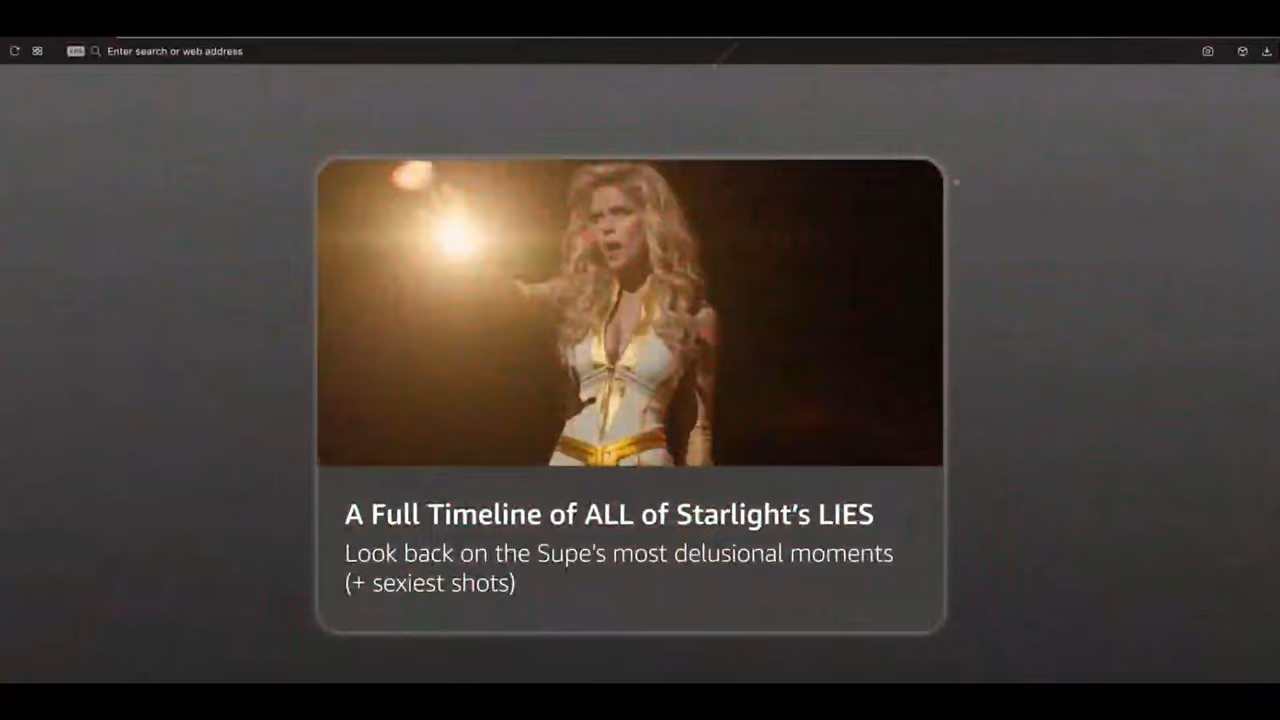 Enter search or web address
A Full Timeline of ALL of Starlight's LIES
Look back on the Supe's most delusional moments
(+ sexiest shots)